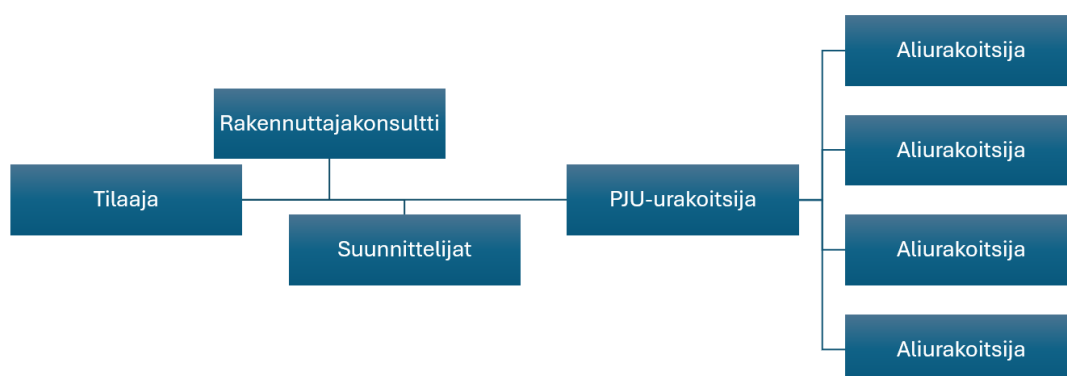 Tilaaja
Rakennuttajakonsultti
Suunnittelijat
PJU-urakoitsija
Aliurakoitsija
Aliurakoitsija
Aliurakoitsija
Aliurakoitsija